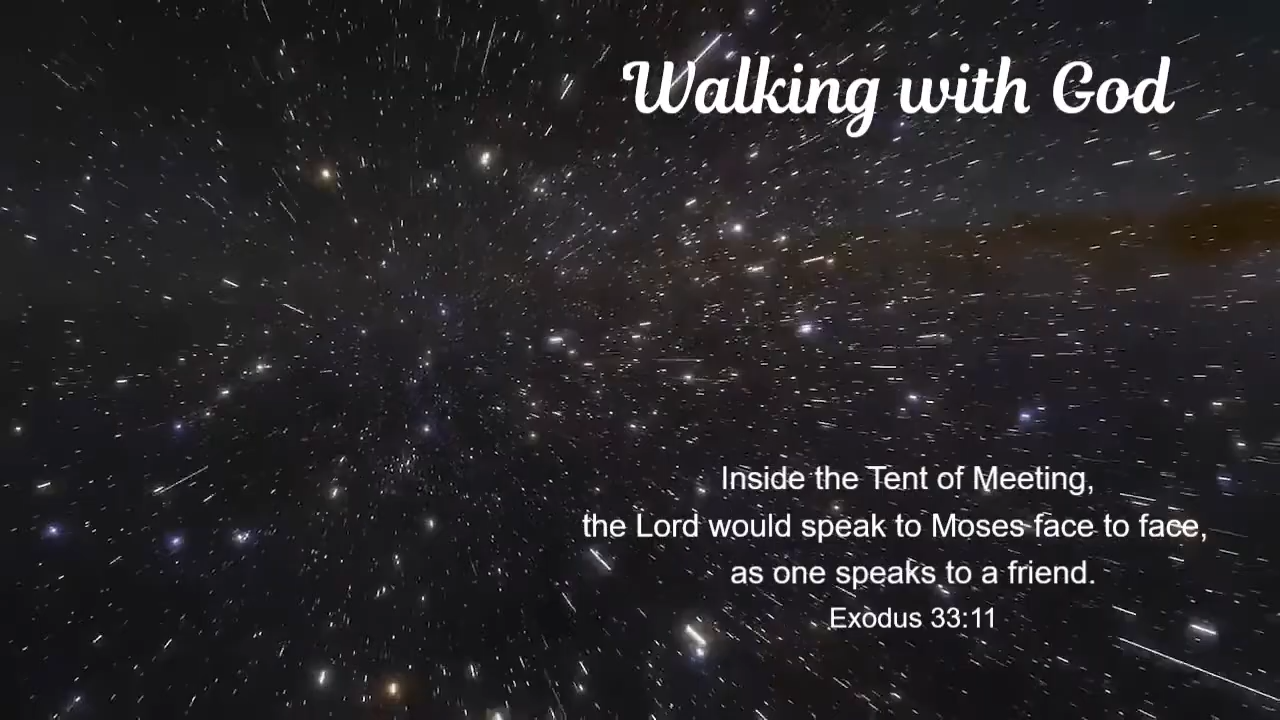 Walking with God
Inside the Tent of Meeting,
the Lord would speak to Moses face to face,
as one speaks to a friend.
Exodus 33:11